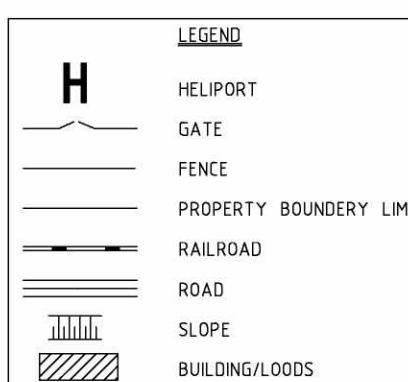 LEGEND
H HELIPORT
GATE
FENCE
PROPERTY BOUNDERY LIM
RAILROAD
ROAD
SLOPE
BUILDING/LOODS